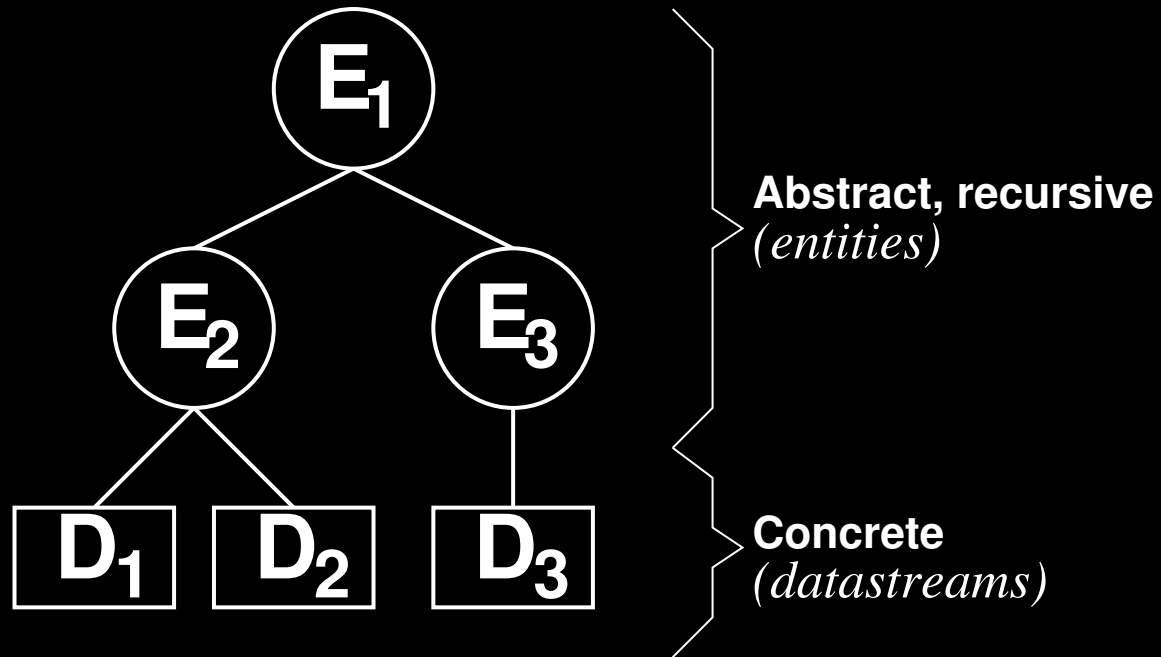 E1
Abstract, recursive
(entities)
E2 E3
D1 D2 D3
Concrete
(datastreams)